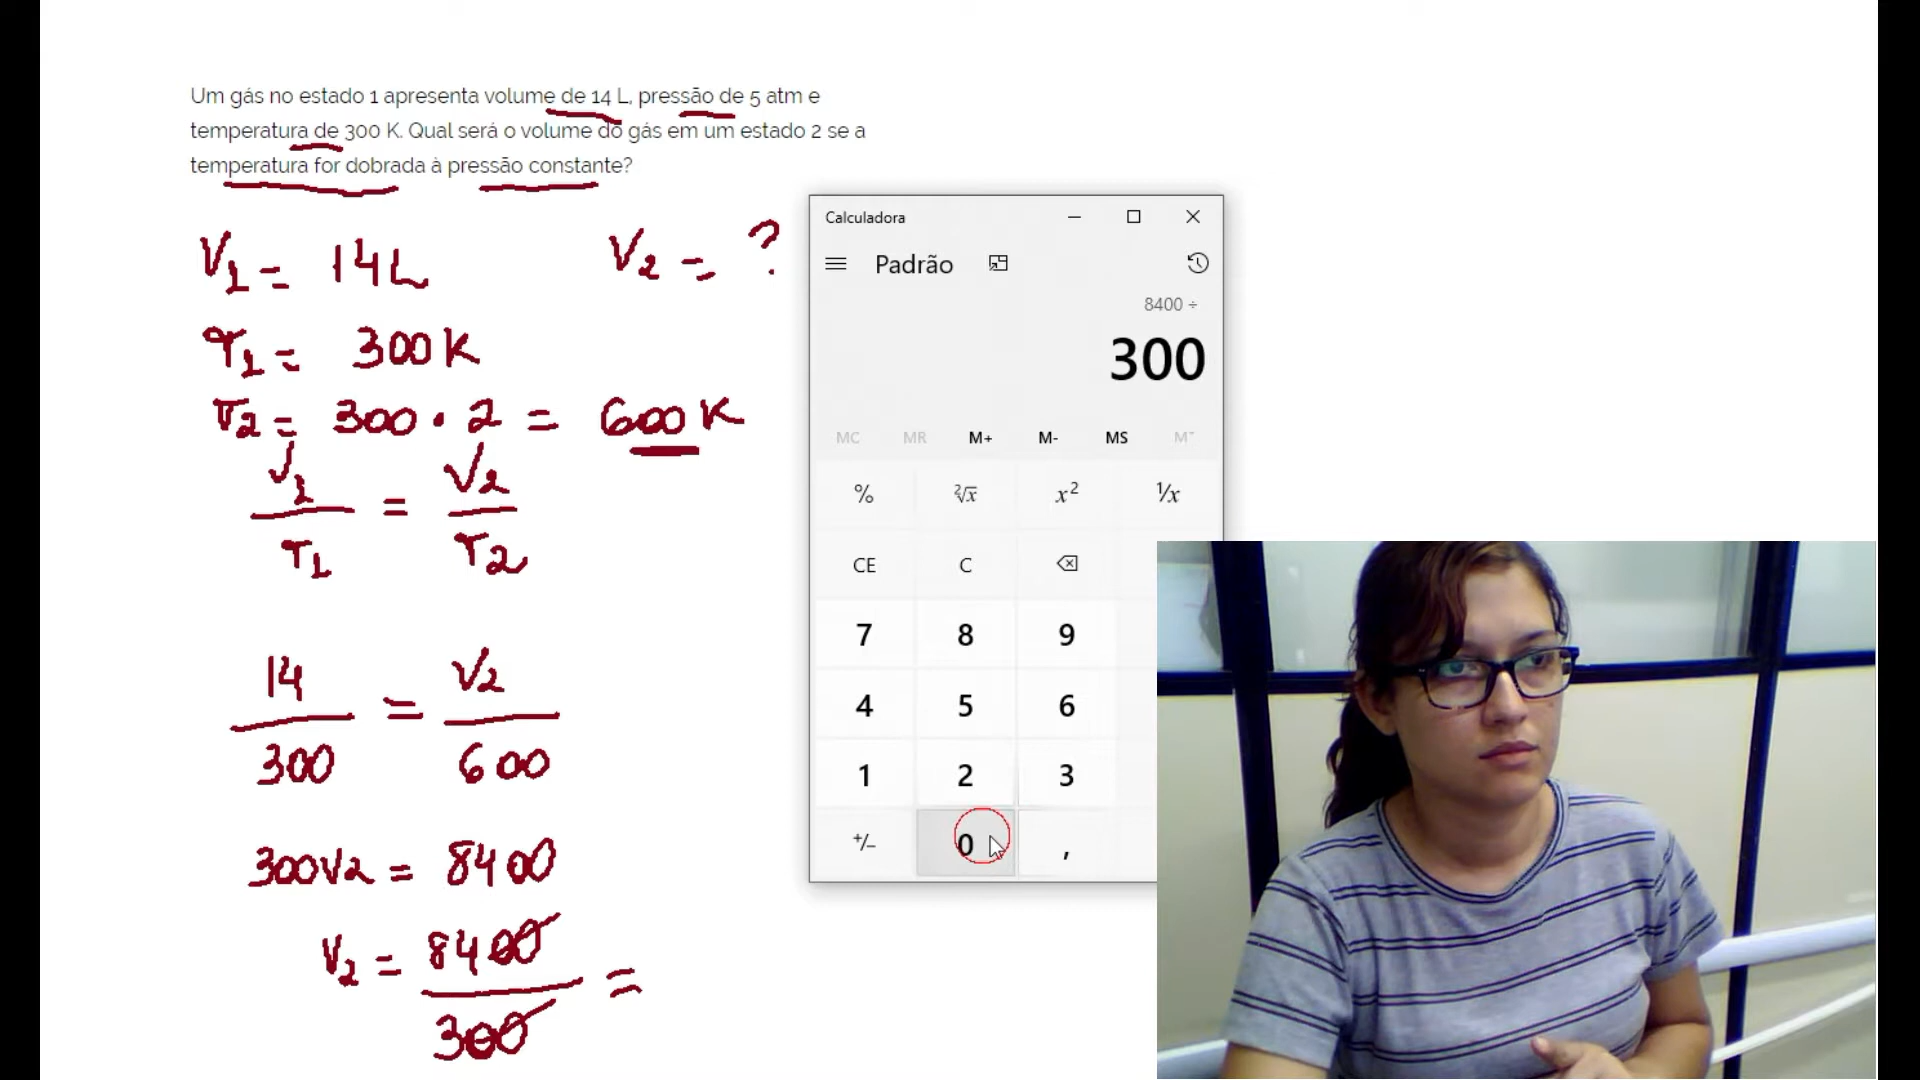 Um gás no estado 1 apresenta volume de 14 L, pressão de 5 atm e
temperatura de 300 K. Qual será o volume do gás em um estado 2 se a
temperatura for dobrada à pressão constante?
V1 = 14L
V2 = ?
T1 = 300K
T2 = 300 · 2 = 600K
V1/T1 = V2/T2
14/300 = V2/600
300V2 = 8400
V2 = 8400/300 =
Calculadora
Padrão
8400 ÷
300
MC MR M+ M- MS M˅
% ²√x x² ¹/x
CE C
7 8 9
4 5 6
1 2 3
+/- 0 ,